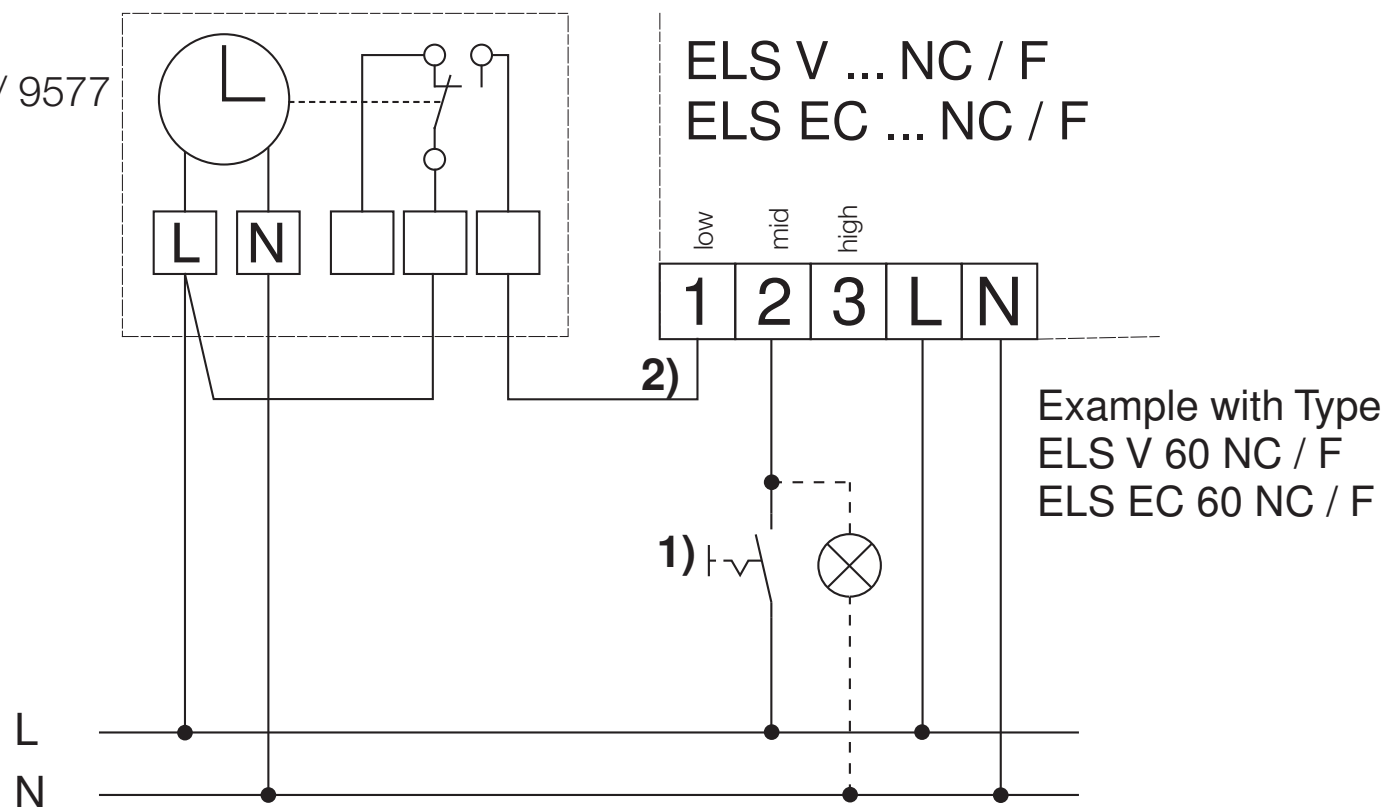 / 9577
L N
ELS V ... NC / F
ELS EC ... NC / F
low mid high
1 2 3 L N
2)
Example with Type
ELS V 60 NC / F
ELS EC 60 NC / F
1)
L
N